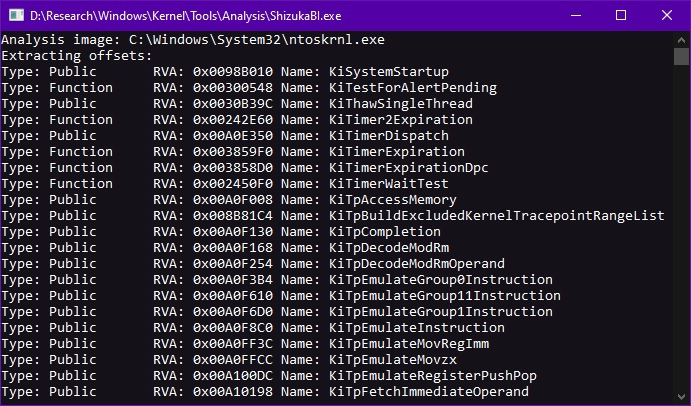 D:\Research\Windows\Kernel\Tools\Analysis\ShizukaBl.exe
Analysis image: C:\Windows\System32\ntoskrnl.exe
Extracting offsets:
Type: Public RVA: 0x0098B010 Name: KiSystemStartup
Type: Function RVA: 0x00300548 Name: KiTestForAlertPending
Type: Public RVA: 0x0030B39C Name: KiThawSingleThread
Type: Function RVA: 0x00242E60 Name: KiTimer2Expiration
Type: Public RVA: 0x00A0E350 Name: KiTimerDispatch
Type: Function RVA: 0x003859F0 Name: KiTimerExpiration
Type: Function RVA: 0x003858D0 Name: KiTimerExpirationDpc
Type: Function RVA: 0x002450F0 Name: KiTimerWaitTest
Type: Public RVA: 0x00A0F008 Name: KiTpAccessMemory
Type: Public RVA: 0x008B81C4 Name: KiTpBuildExcludedKernelTracepointRangeList
Type: Public RVA: 0x00A0F130 Name: KiTpCompletion
Type: Public RVA: 0x00A0F168 Name: KiTpDecodeModRm
Type: Public RVA: 0x00A0F254 Name: KiTpDecodeModRmOperand
Type: Public RVA: 0x00A0F3B4 Name: KiTpEmulateGroup0Instruction
Type: Public RVA: 0x00A0F610 Name: KiTpEmulateGroup11Instruction
Type: Public RVA: 0x00A0F6D0 Name: KiTpEmulateGroup1Instruction
Type: Public RVA: 0x00A0F8C0 Name: KiTpEmulateInstruction
Type: Public RVA: 0x00A0FF3C Name: KiTpEmulateMovRegImm
Type: Public RVA: 0x00A0FFCC Name: KiTpEmulateMovzx
Type: Public RVA: 0x00A100DC Name: KiTpEmulateRegisterPushPop
Type: Public RVA: 0x00A10198 Name: KiTpFetchImmediateOperand